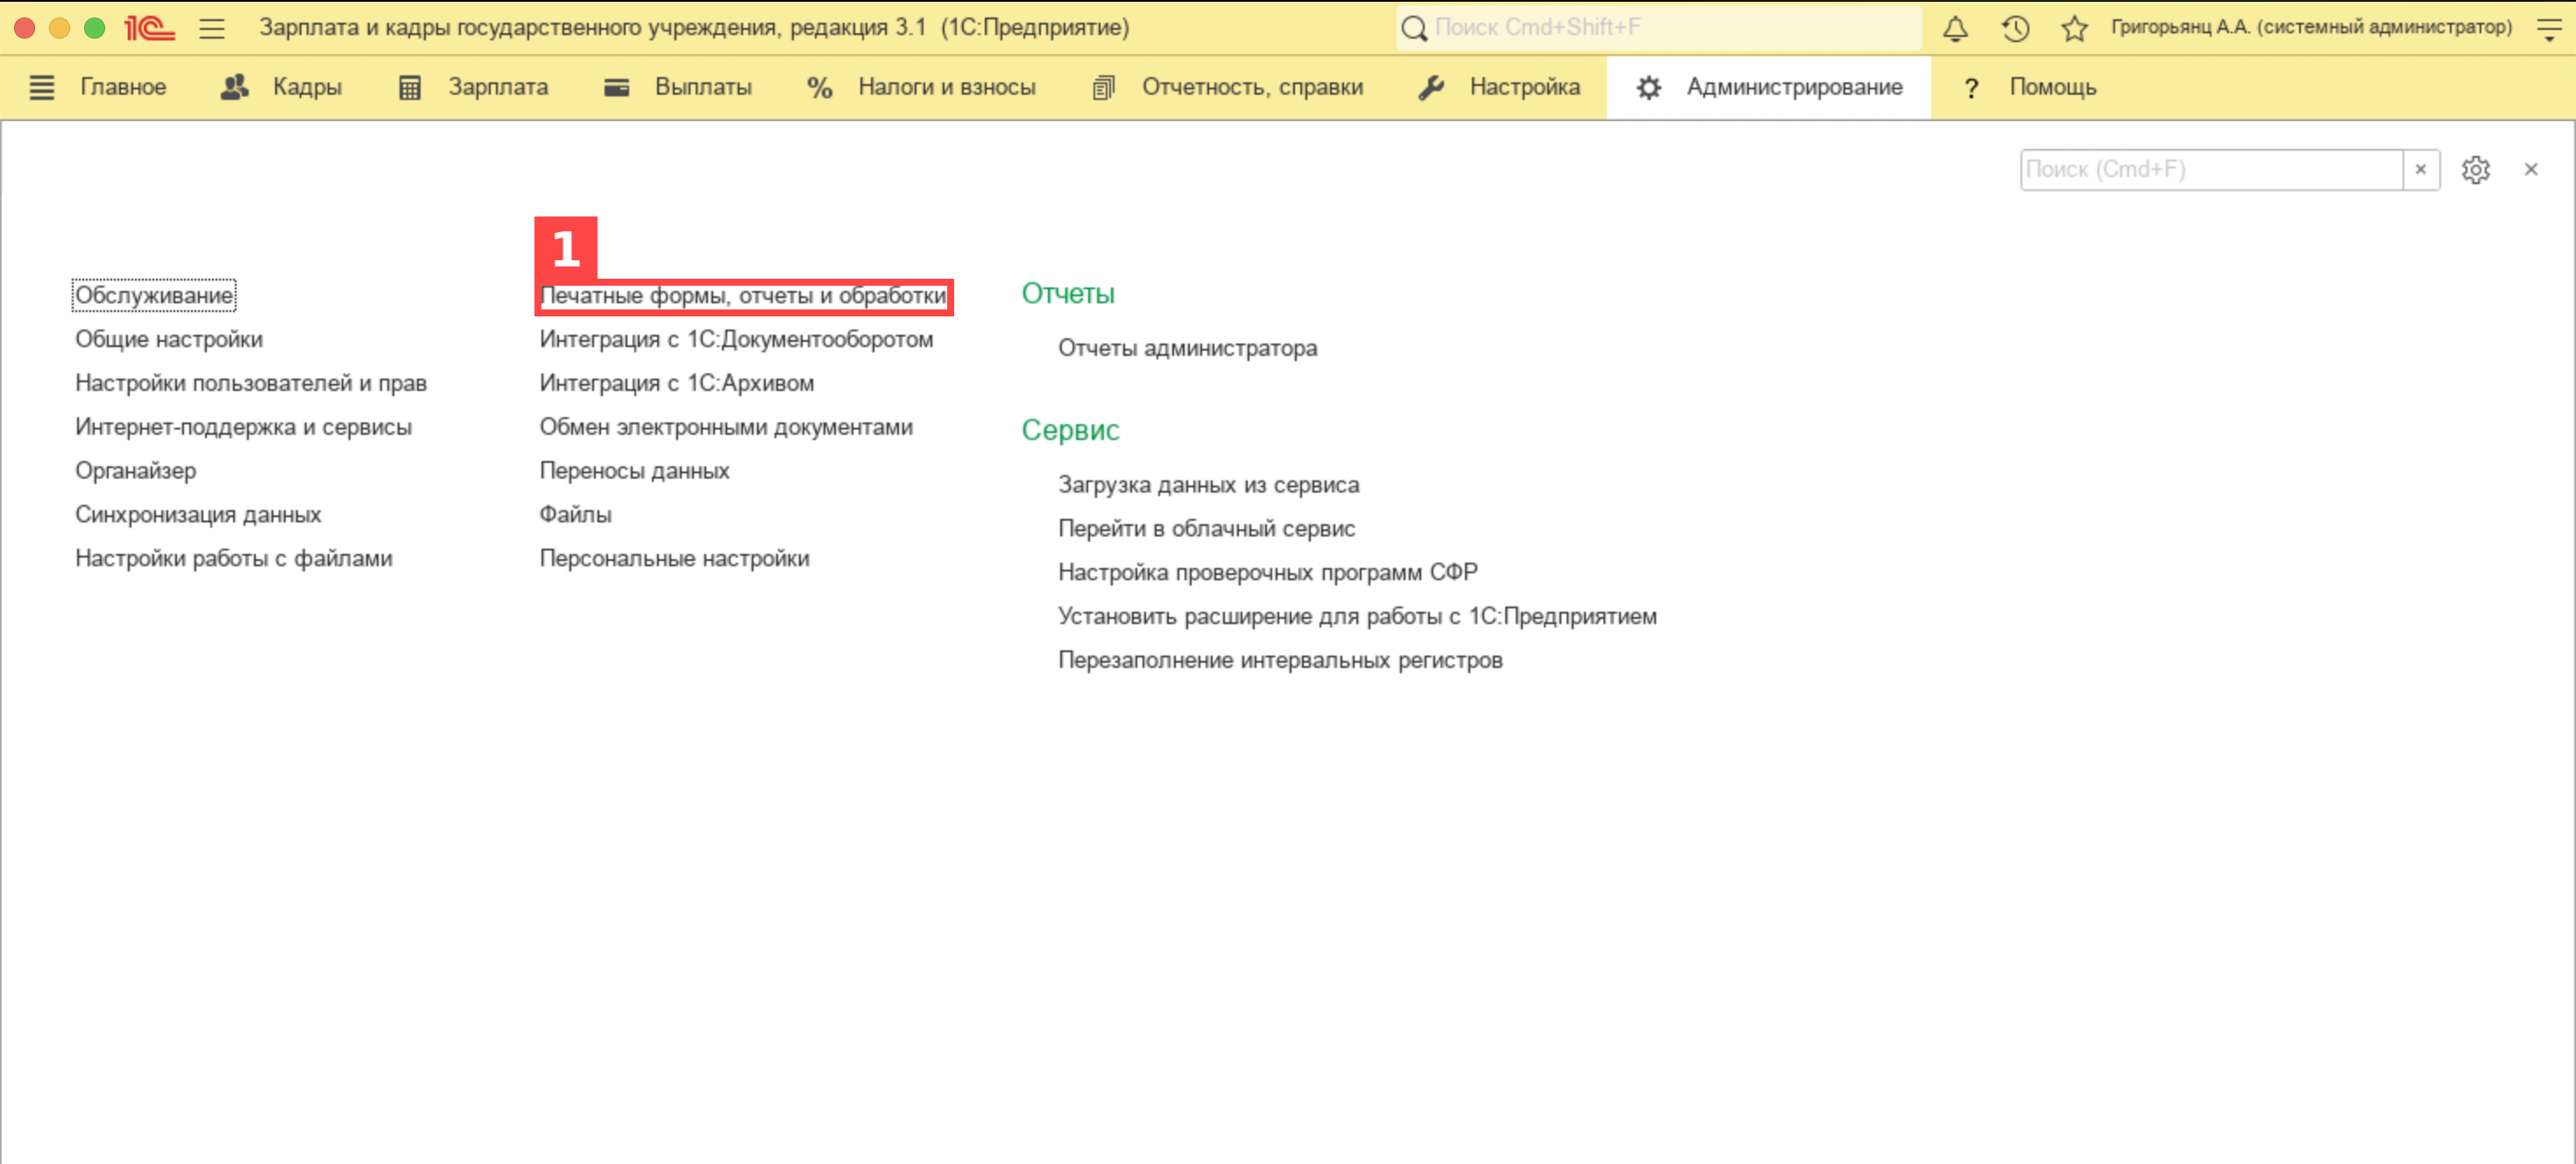 1С Зарплата и кадры государственного учреждения, редакция 3.1 (1С:Предприятие) Поиск Cmd+Shift+F Григорьянц А.А. (системный администратор)
Главное Кадры Зарплата Выплаты % Налоги и взносы Отчетность, справки Настройка Администрирование ? Помощь
Поиск (Cmd+F) × ×
1
Обслуживание
Общие настройки
Настройки пользователей и прав
Интернет-поддержка и сервисы
Органайзер
Синхронизация данных
Настройки работы с файлами
Печатные формы, отчеты и обработки
Интеграция с 1С:Документооборотом
Интеграция с 1С:Архивом
Обмен электронными документами
Переносы данных
Файлы
Персональные настройки
Отчеты
Отчеты администратора
Сервис
Загрузка данных из сервиса
Перейти в облачный сервис
Настройка проверочных программ СФР
Установить расширение для работы с 1С:Предприятием
Перезаполнение интервальных регистров